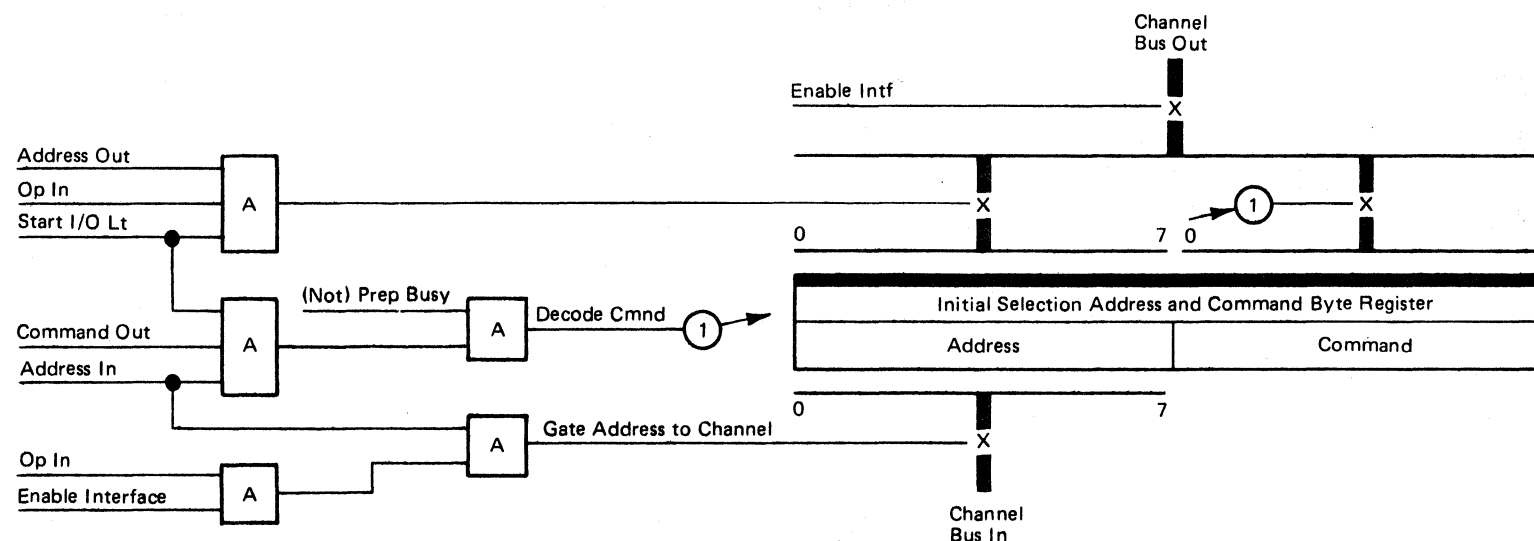 Channel
Bus Out
Enable Intf
X
Address Out
Op In
A
X
1
X
Start I/O Lt
0
7
0
(Not) Prep Busy
Initial Selection Address and Command Byte Register
A
Decode Cmnd
1
Command Out
A
Address
Command
Address In
0
7
A
Gate Address to Channel
X
Op In
A
Enable Interface
Channel
Bus In